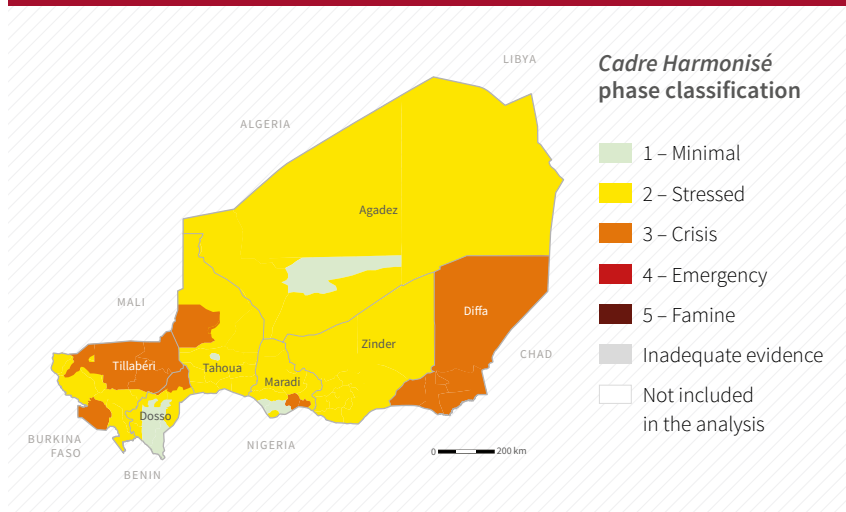 LIBYA
Cadre Harmonisé
phase classification
ALGERIA
1 – Minimal
2 – Stressed
Agadez
3 – Crisis
4 – Emergency
MALI
Diffa
5 – Famine
Zinder
CHAD
Inadequate evidence
Tillabéri
Tahoua
Maradi
Not included
in the analysis
Dosso
BURKINA
FASO
NIGERIA
0
200 km
BENIN